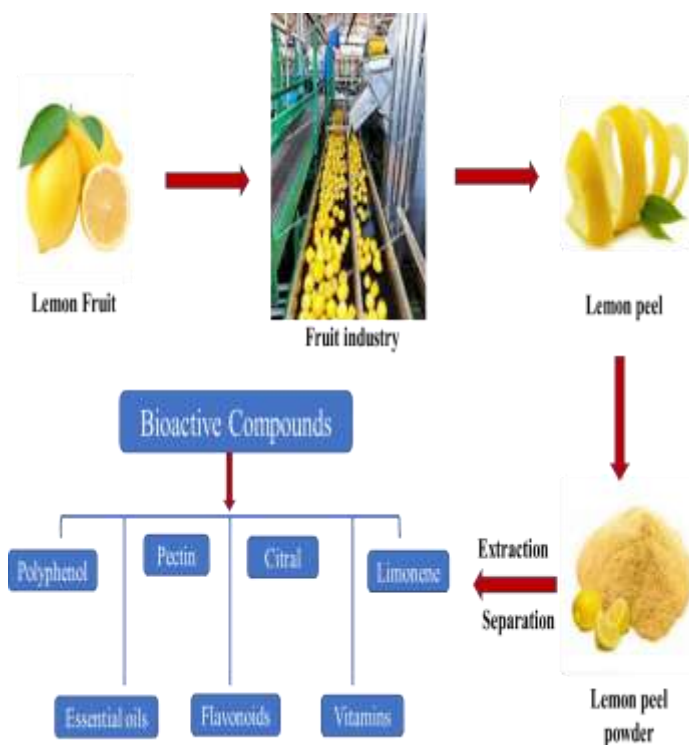 Lemon Fruit
Fruit industry
Lemon peel
Bioactive Compounds
Polyphenol
Pectin
Citral
Limonene
Extraction
Separation
Essential oils
Flavonoids
Vitamins
Lemon peel
powder